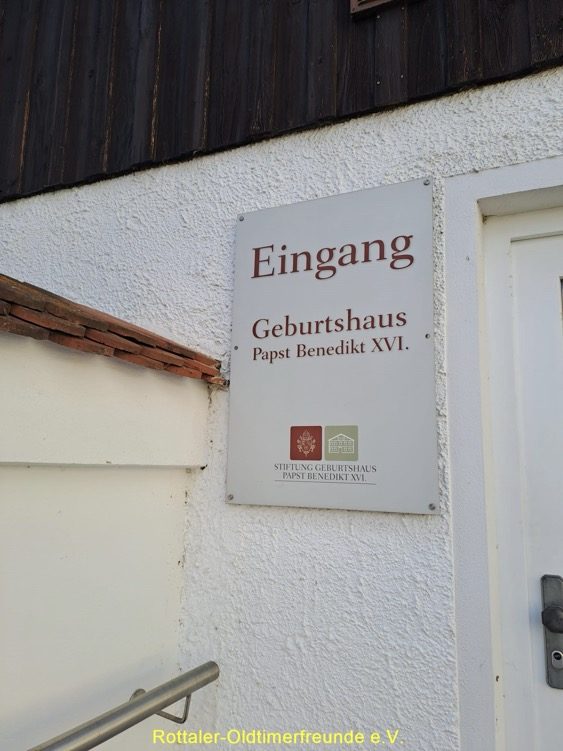 Eingang
Geburtshaus
Papst Benedikt XVI.
STIFTUNG GEBURTSHAUS
PAPST BENEDIKT XVI.
Rottaler-Oldtimerfreunde e.V.